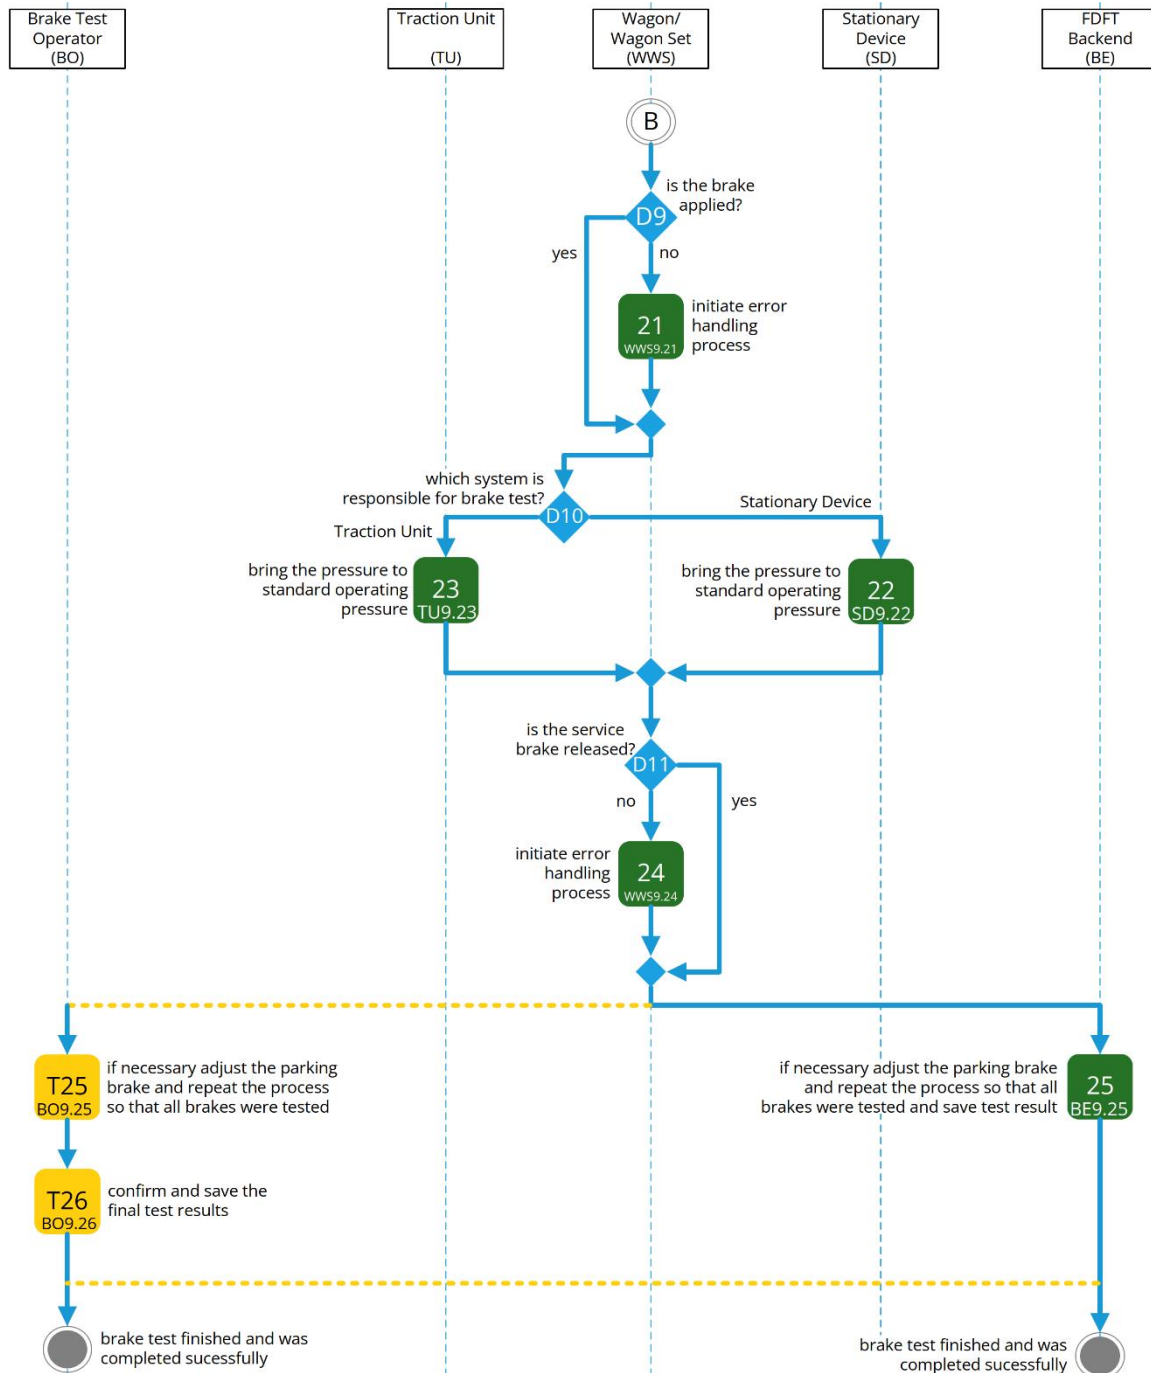 Brake Test
Operator
(BO)
Traction Unit
(TU)
Wagon/
Wagon Set
(WWS)
Stationary
Device
(SD)
FDFT
Backend
(BE)
B
is the brake
applied?
D9
yes
no
21
WWS9.21
initiate error
handling
process
which system is
responsible for brake test?
D10
Traction Unit
Stationary Device
bring the pressure to
standard operating
pressure
23
TU9.23
bring the pressure to
standard operating
pressure
22
SD9.22
is the service
brake released?
D11
no
yes
initiate error
handling
process
24
WWS9.24
T25
BO9.25
if necessary adjust the parking
brake and repeat the process
so that all brakes were tested
if necessary adjust the parking brake
and repeat the process so that all
brakes were tested and save test result
25
BE9.25
T26
BO9.26
confirm and save the
final test results
brake test finished and was
completed sucessfully
brake test finished and was
completed sucessfully